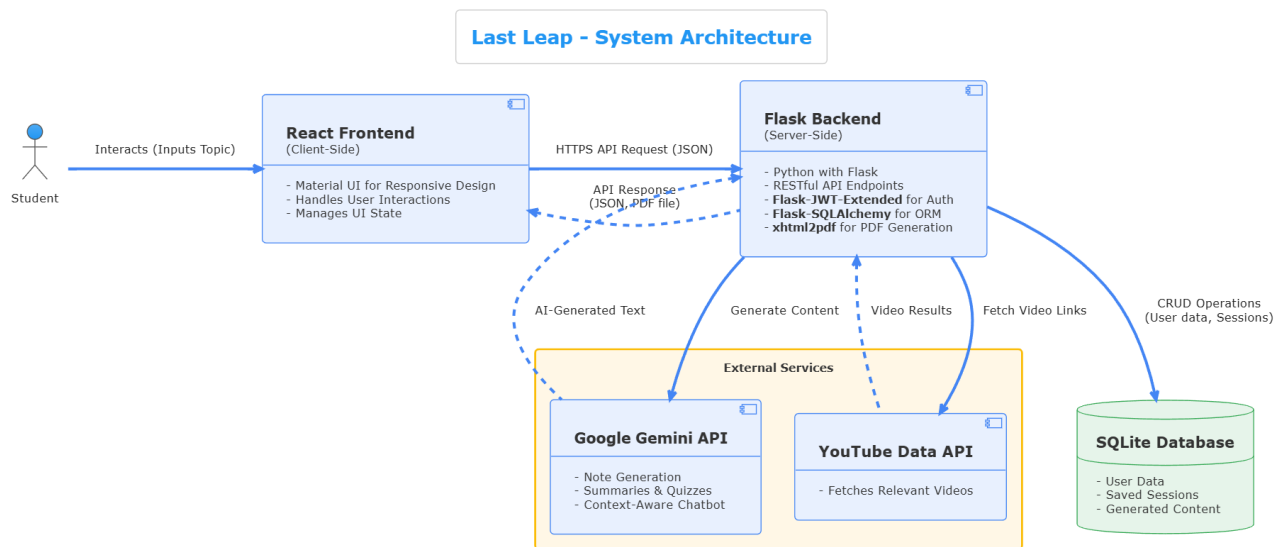 Last Leap - System Architecture
Student
Interacts (Inputs Topic)
React Frontend
(Client-Side)
- Material UI for Responsive Design
- Handles User Interactions
- Manages UI State
HTTPS API Request (JSON)
API Response
(JSON, PDF file)
Flask Backend
(Server-Side)
- Python with Flask
- RESTful API Endpoints
- Flask-JWT-Extended for Auth
- Flask-SQLAlchemy for ORM
- xhtml2pdf for PDF Generation
AI-Generated Text
Generate Content
Video Results
Fetch Video Links
CRUD Operations
(User data, Sessions)
External Services
Google Gemini API
- Note Generation
- Summaries & Quizzes
- Context-Aware Chatbot
YouTube Data API
- Fetches Relevant Videos
SQLite Database
- User Data
- Saved Sessions
- Generated Content